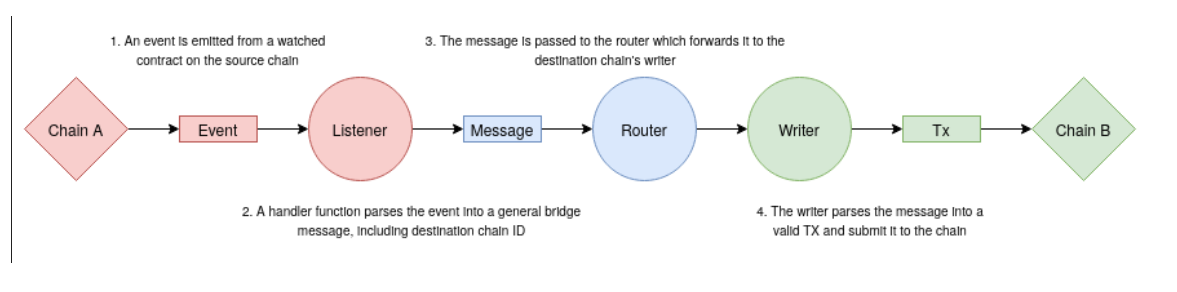 1. An event is emitted from a watched
contract on the source chain
3. The message is passed to the router which forwards it to the
destination chain's writer
Chain A
Event
Listener
Message
Router
Writer
Tx
Chain B
2. A handler function parses the event into a general bridge
message, including destination chain ID
4. The writer parses the message into a
valid TX and submit it to the chain